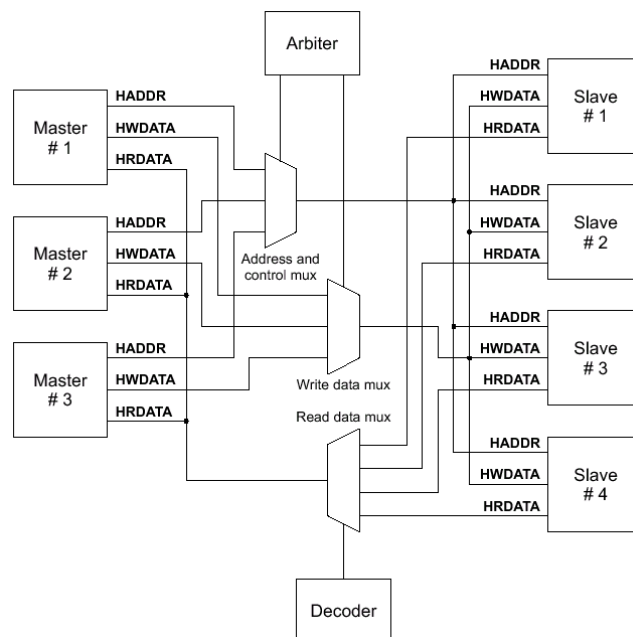 Arbiter
HADDR
HWDATA
HRDATA
Master
# 1
HADDR
HWDATA
HRDATA
Slave
# 1
HADDR
HWDATA
HRDATA
Master
# 2
HADDR
HWDATA
HRDATA
Slave
# 2
Address and
control mux
HADDR
HWDATA
HRDATA
Master
# 3
HADDR
HWDATA
HRDATA
Slave
# 3
Write data mux
Read data mux
HADDR
HWDATA
HRDATA
Slave
# 4
Decoder